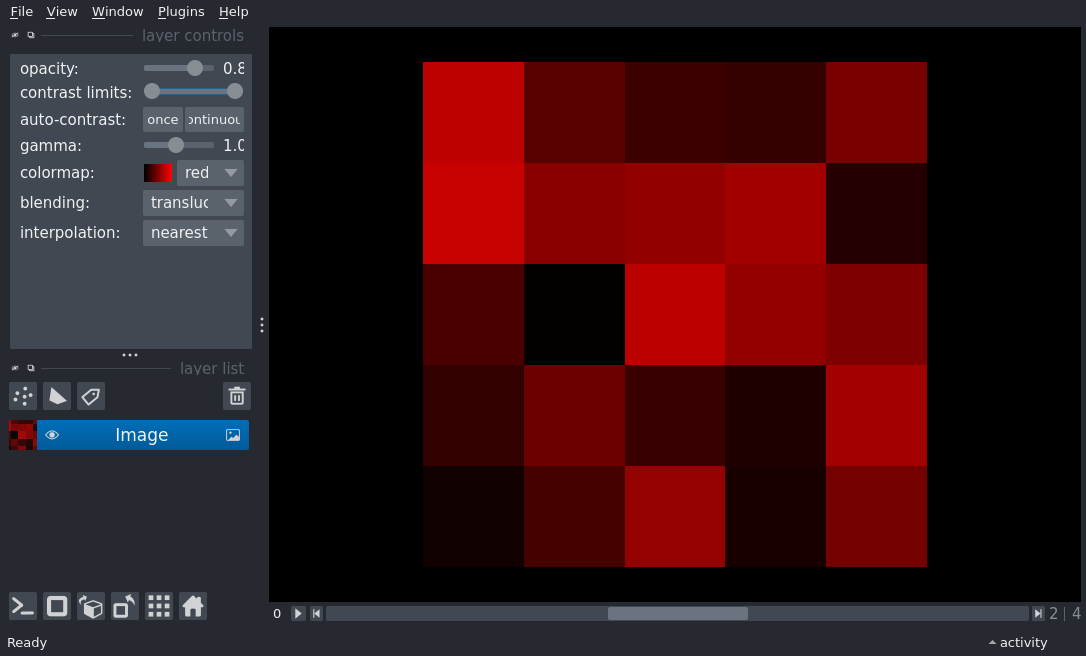 File View Window Plugins Help
layer controls
opacity: 0.8
contrast limits:
auto-contrast: once ontinuou
gamma: 1.0
colormap: red
blending: transluc
interpolation: nearest
layer list
Image
0 2 | 4
Ready activity